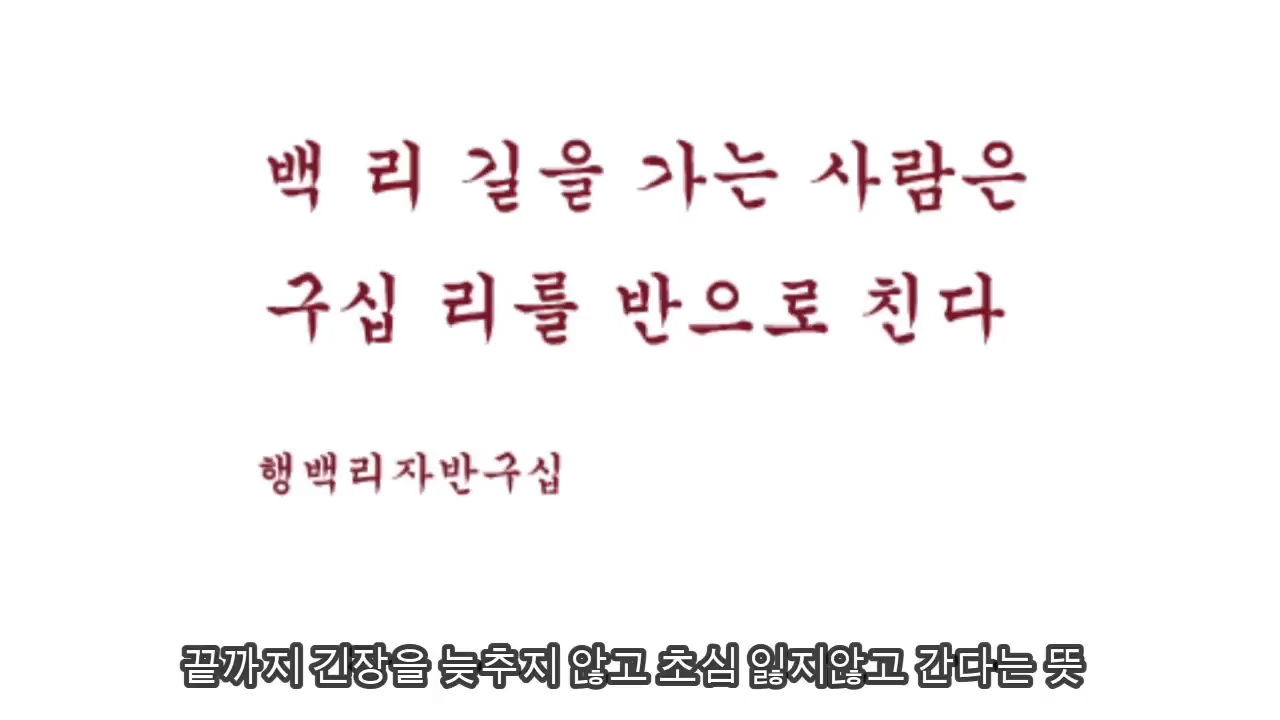 백 리 길을 가는 사람은
구십 리를 반으로 친다
행백리자반구십
끝까지 긴장을 늦추지 않고 초심 잃지않고 간다는 뜻